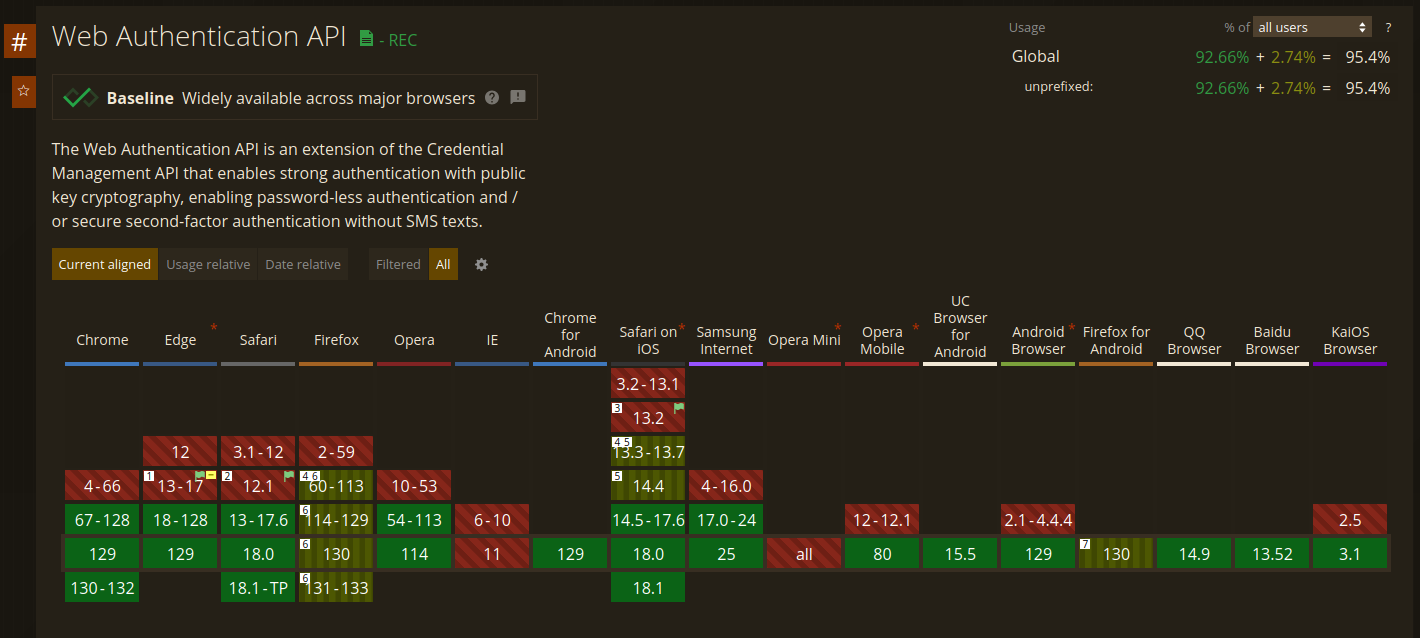 #
Web Authentication API - REC
Usage % of all users ?
Global 92.66% + 2.74% = 95.4%
unprefixed: 92.66% + 2.74% = 95.4%
Baseline Widely available across major browsers ?
The Web Authentication API is an extension of the Credential
Management API that enables strong authentication with public
key cryptography, enabling password-less authentication and /
or secure second-factor authentication without SMS texts.
Current aligned Usage relative Date relative Filtered All
Chrome
Edge *
Safari
Firefox
Opera
IE
Chrome
for
Android
Safari on *
iOS
Samsung
Internet
Opera Mini *
Opera *
Mobile
UC
Browser
for
Android
Android *
Browser
Firefox for
Android
QQ
Browser
Baidu
Browser
KaiOS
Browser
3.2-13.1
3 13.2
12 3.1-12 2-59 4 5 13.3-13.7
4-66 1 13-17 2 12.1 4 6 60-113 10-53 5 14.4 4-16.0
67-128 18-128 13-17.6 6 114-129 54-113 6-10 14.5-17.6 17.0-24 12-12.1 2.1-4.4.4 2.5
129 129 18.0 6 130 114 11 129 18.0 25 all 80 15.5 129 7 130 14.9 13.52 3.1
130-132 18.1-TP 6 131-133 18.1